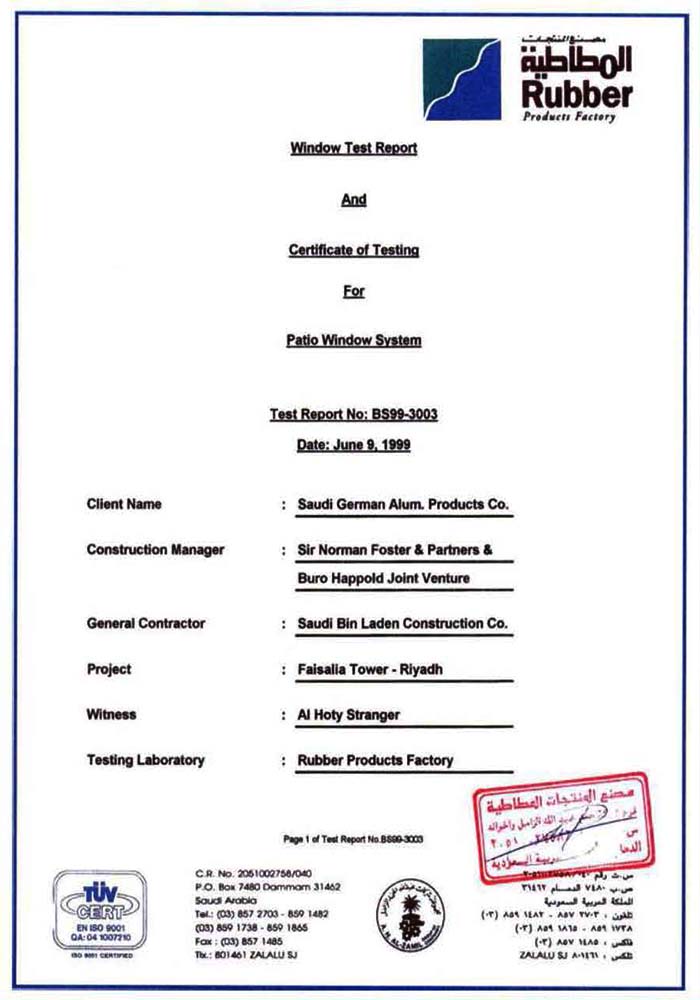 مصنع المنتجات
المطاطية
Rubber
Products Factory
Window Test Report
And
Certificate of Testing
For
Patio Window System
Test Report No: BS99-3003
Date: June 9, 1999
Client Name : Saudi German Alum. Products Co.
Construction Manager : Sir Norman Foster & Partners &
Buro Happold Joint Venture
General Contractor : Saudi Bin Laden Construction Co.
Project : Faisalia Tower - Riyadh
Witness : Al Hoty Stranger
Testing Laboratory : Rubber Products Factory
مصنع المنتجات المطاطية
Page 1 of Test Report No.BS99-3003
TÜV
CERT
EN ISO 9001
QA: 04 1007210
ISO 9001 CERTIFIED
C.R. No. 2051002758/040
P.O. Box 7480 Dammam 31462
Saudi Arabia
Tel.: (03) 857 2703 - 859 1482
(03) 859 1738 - 859 1865
Fax : (03) 857 1485
Tlx.: 801461 ZALALU SJ
A. H. AL-ZAMIL GROUP
س.ت رقم
ص.ب ٧٤٨٠ الدمام ٣١٤٦٢
المملكة العربية السعودية
تلفون : ٨٥٧ ٢٧٠٣ - ٨٥٩ ١٤٨٢ (٠٣)
٨٥٩ ١٧٣٨ - ٨٥٩ ١٨٦٥ (٠٣)
فاكس : ٨٥٧ ١٤٨٥ (٠٣)
تلكس : ٨٠١٤٦١ ZALALU SJ